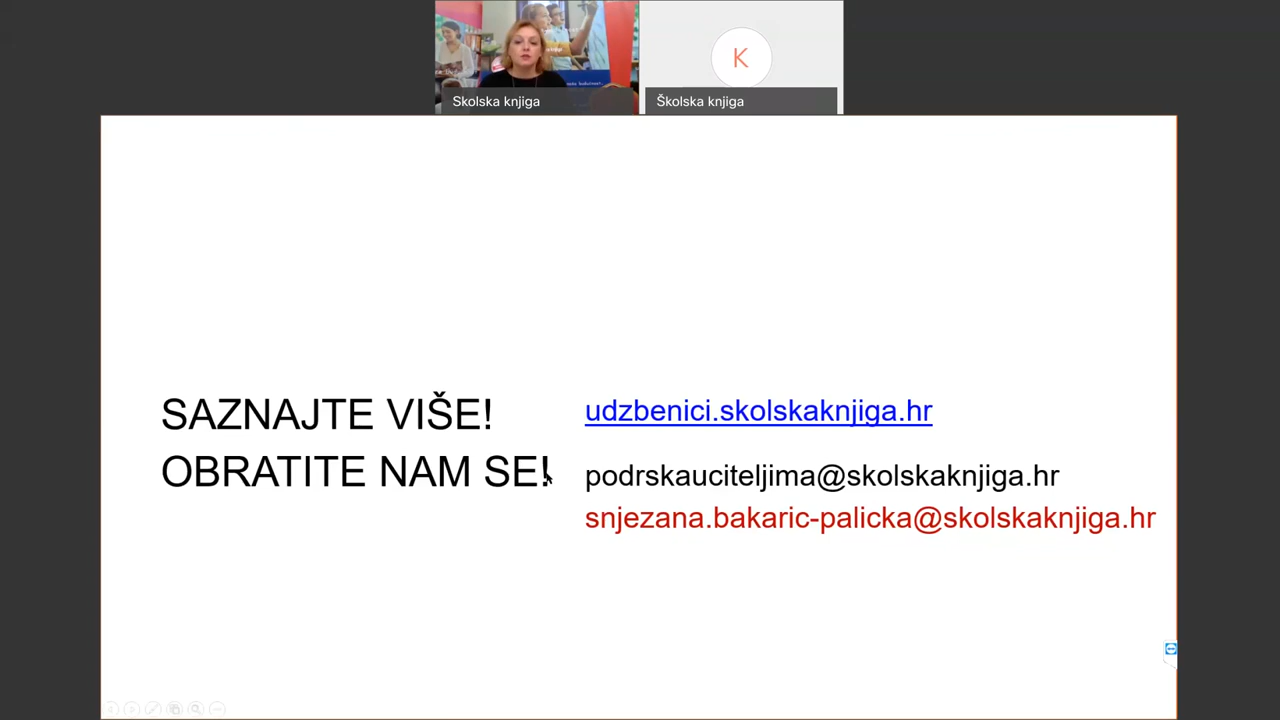 Skolska knjiga
K
Školska knjiga
SAZNAJTE VIŠE!
OBRATITE NAM SE!
udzbenici.skolskaknjiga.hr
podrskauciteljima@skolskaknjiga.hr
snjezana.bakaric-palicka@skolskaknjiga.hr